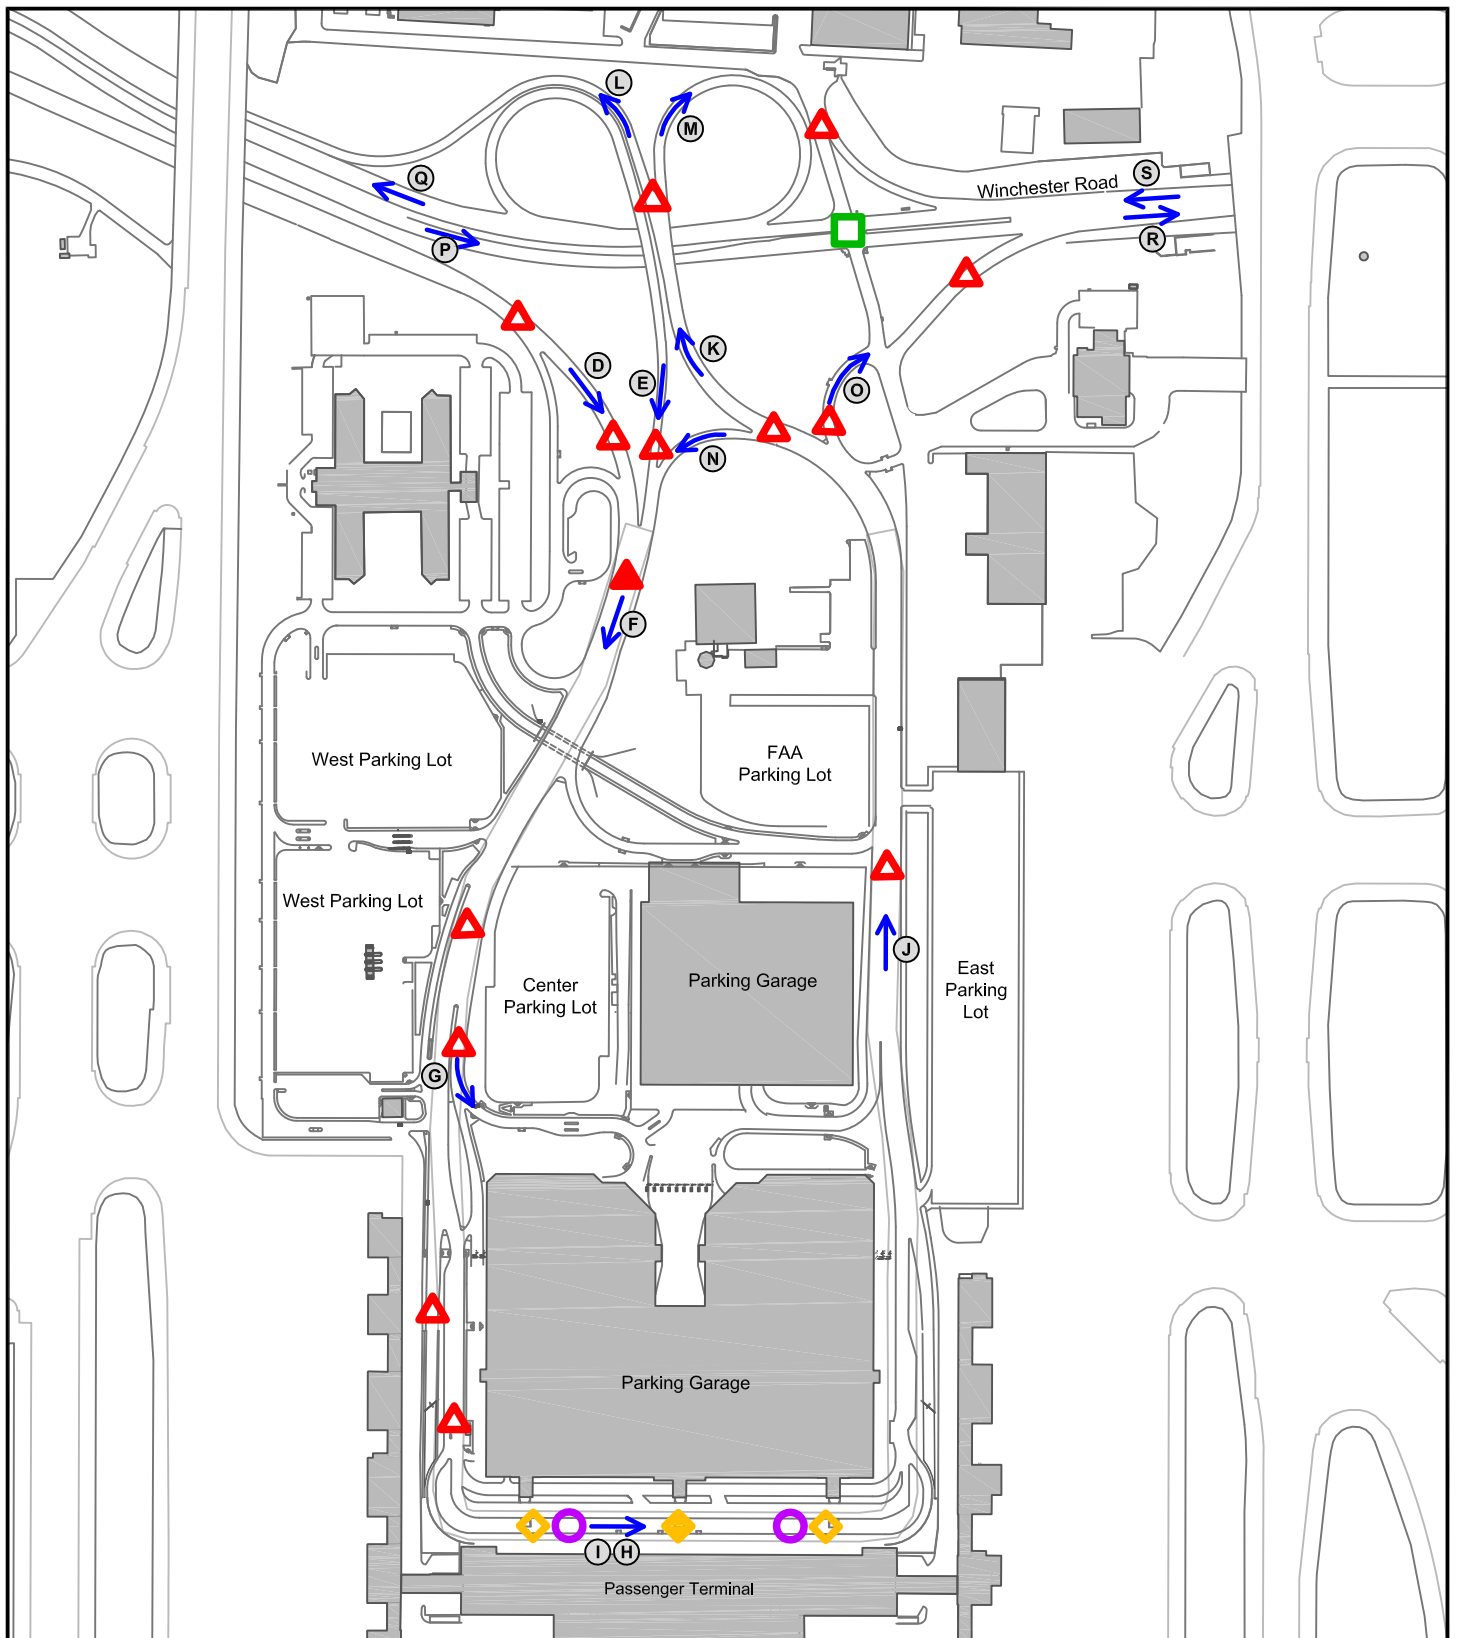 L
M
S
Q
Winchester Road
R
P
K
D
E
O
N
F
West Parking Lot
FAA
Parking Lot
West Parking Lot
J
East
Parking
Lot
Center
Parking Lot
Parking Garage
G
Parking Garage
I H
Passenger Terminal